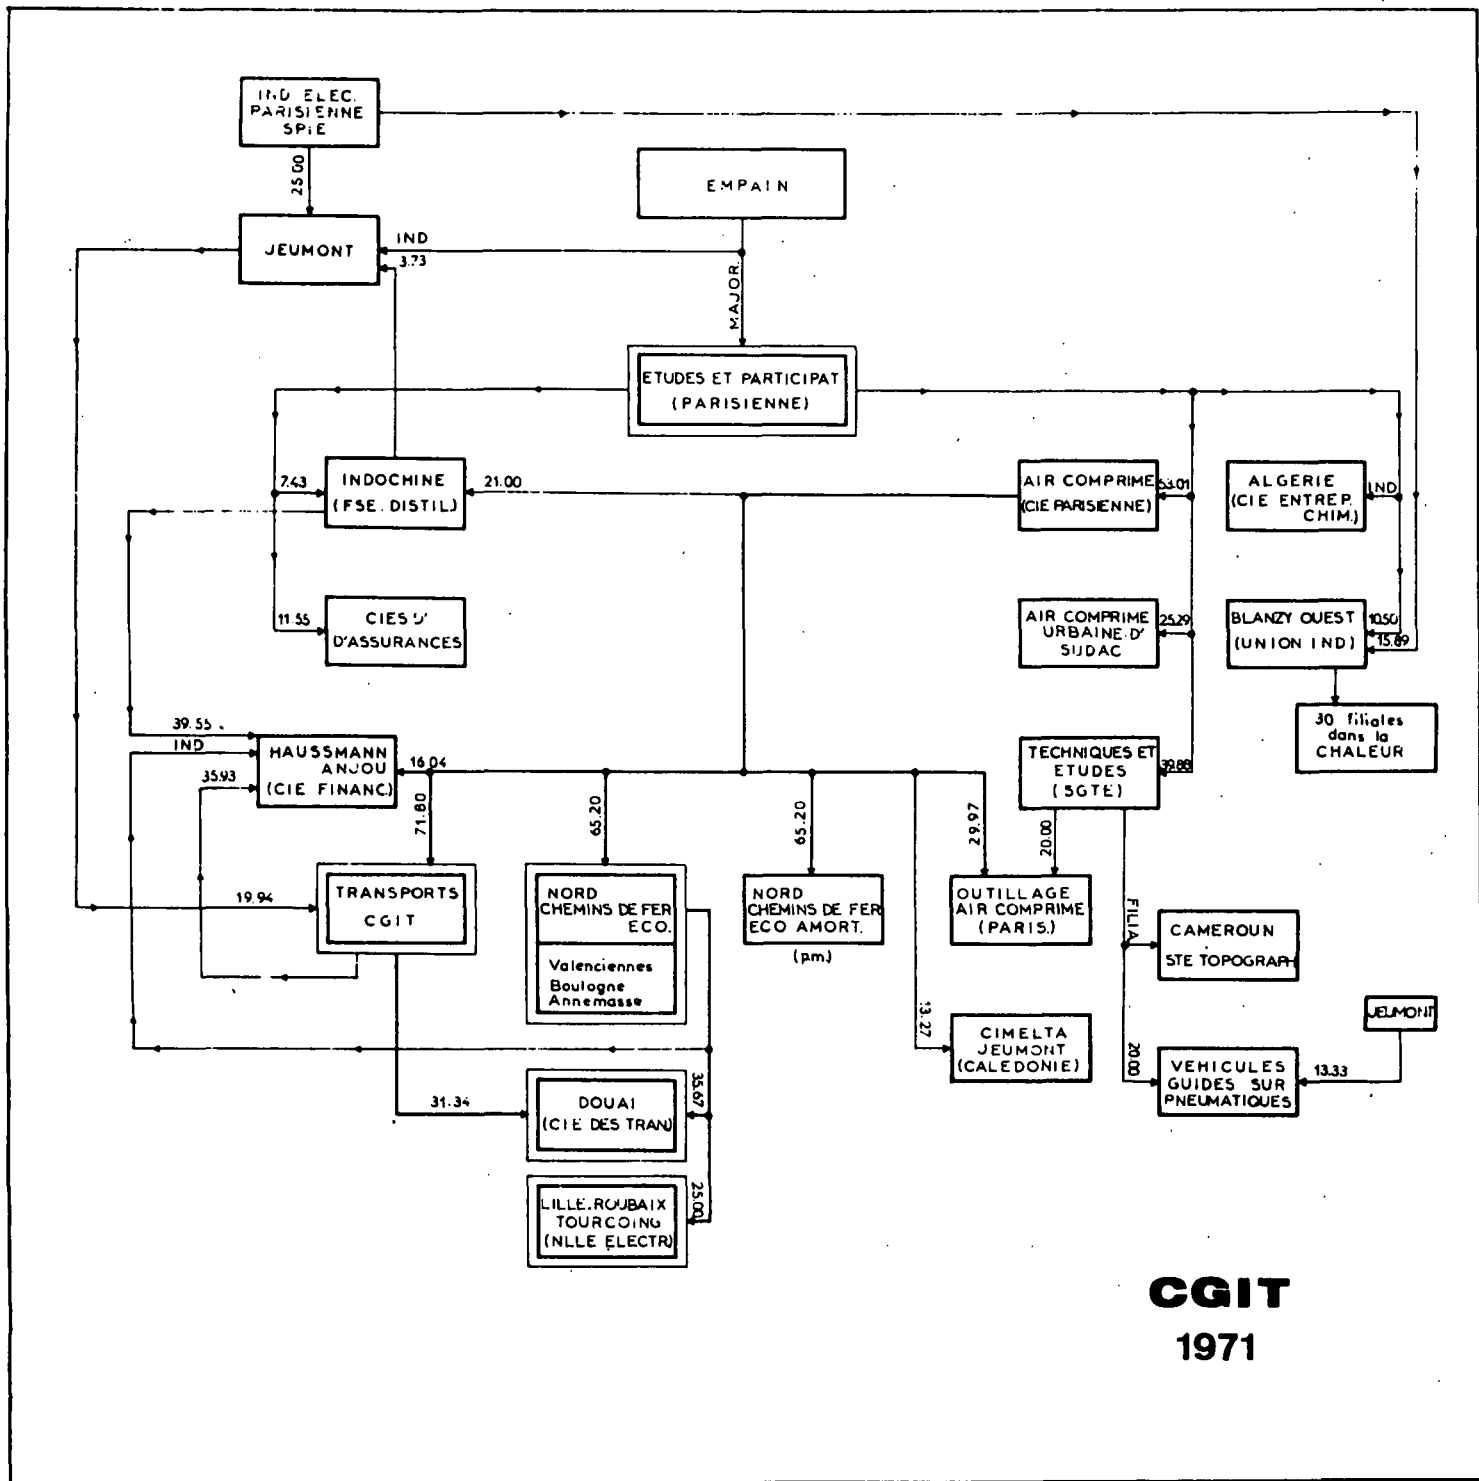 IND ELEC.
PARISIENNE
SPIE
25.00
EMPAIN
JEUMONT
IND
3.73
MAJOR.
ETUDES ET PARTICIPAT
(PARISIENNE)
7.43
INDOCHINE
(FSE. DISTIL.)
21.00
AIR COMPRIME
(CIE PARISIENNE)
53.01
ALGERIE
(CIE ENTREP.
CHIM.)
IND
11.55
CIES D'
D'ASSURANCES
AIR COMPRIME
URBAINE D'
SUDAC
25.29
BLANZY OUEST
(UNION IND)
10.50
15.89
30 filiales
dans la
CHALEUR
39.55
IND
35.93
HAUSSMANN
ANJOU
(CIE FINANC.)
16.04
71.80
65.20
65.20
29.97
TECHNIQUES ET
ETUDES
(SGTE)
39.88
20.00
19.94
TRANSPORTS
CGIT
NORD
CHEMINS DE FER
ECO.
Valenciennes
Boulogne
Annemasse
NORD
CHEMINS DE FER
ECO AMORT.
(p.m.)
OUTILLAGE
AIR COMPRIME
(PARIS.)
FILIA
CAMEROUN
STE TOPOGRAPH
13.27
CIMELTA
JEUMONT
(CALEDONIE)
JEUMONT
20.00
VEHICULES
GUIDES SUR
PNEUMATIQUES
13.33
31.34
DOUAI
(CIE DES TRAN)
35.67
LILLE.ROUBAIX
TOURCOING
(NLLE ELECTR)
25.00
CGIT
1971